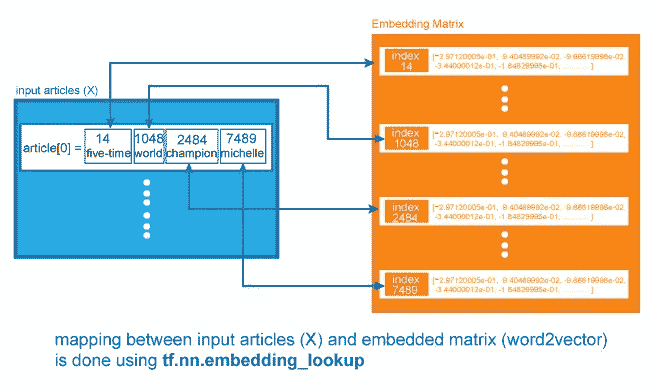 Embedding Matrix
index 14
[-2.97120005e-01, 9.40489992e-02, -9.66619998e-02,
-3.44000012e-01, -1.84829995e-01, ............ ]
input articles (X)
article[0] =
14 1048 2484 7489
five-time world champion michelle
index 1048
[-2.97120005e-01, 9.40489992e-02, -9.66619998e-02,
-3.44000012e-01, -1.84829995e-01, ............ ]
index 2484
[-2.97120005e-01, 9.40489992e-02, -9.66619998e-02,
-3.44000012e-01, -1.84829995e-01, ............ ]
index 7489
[-2.97120005e-01, 9.40489992e-02, -9.66619998e-02,
-3.44000012e-01, -1.84829995e-01, ............ ]
mapping between input articles (X) and embedded matrix (word2vector)
is done using tf.nn.embedding_lookup